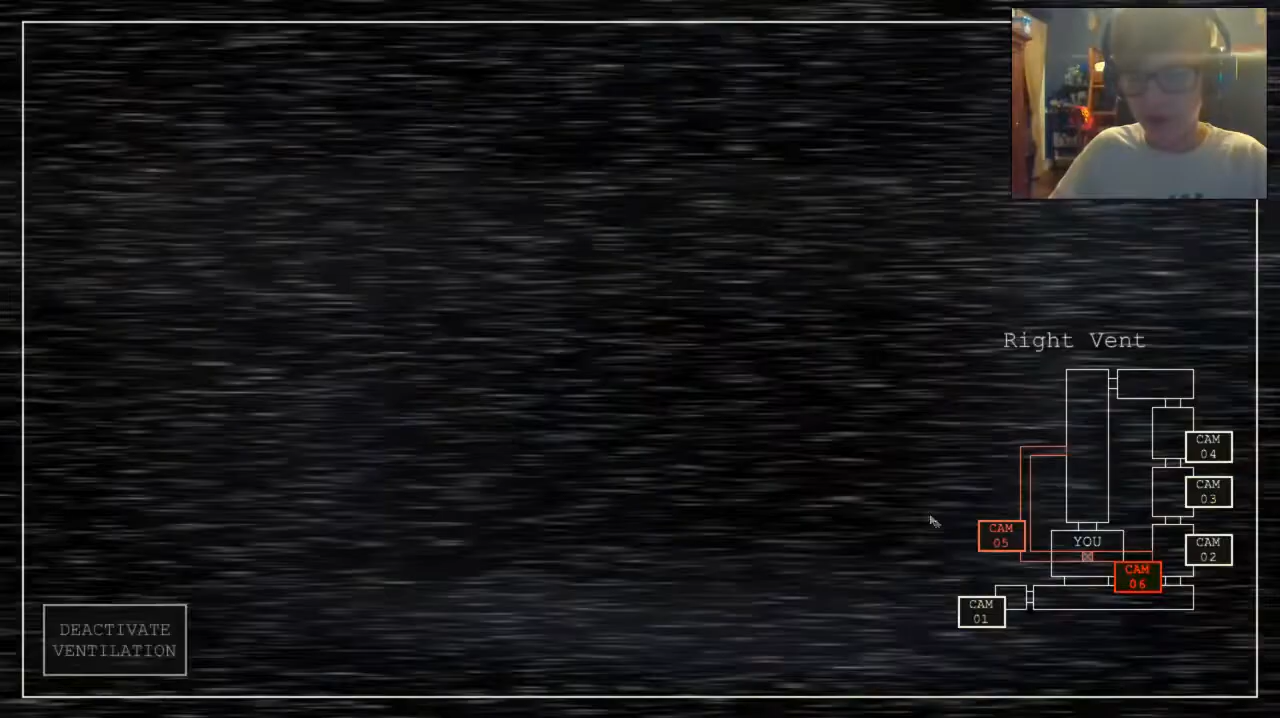 Right Vent
CAM
04
CAM
03
CAM
05
YOU
CAM
02
CAM
06
CAM
01
DEACTIVATE
VENTILATION